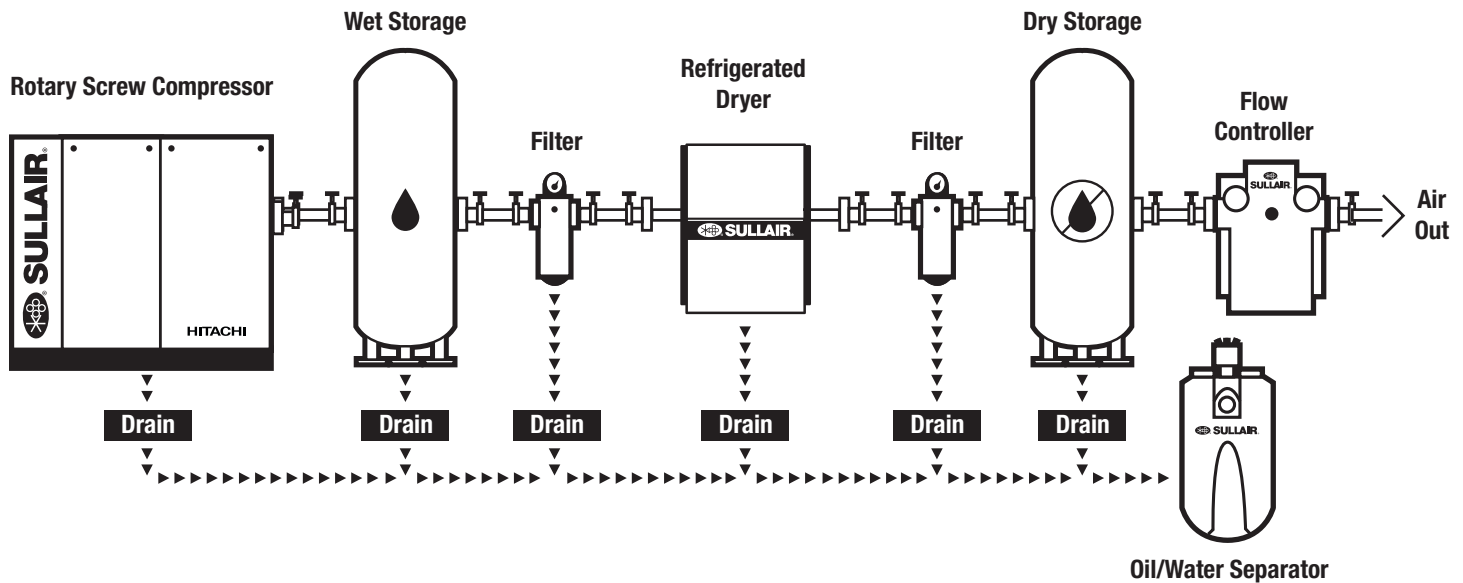 Wet Storage
Dry Storage
Rotary Screw Compressor
Refrigerated
Dryer
Flow
Controller
Filter
Filter
SULLAIR®
HITACHI
SULLAIR
SULLAIR
Air
Out
Drain
Drain
Drain
Drain
Drain
Drain
SULLAIR
Oil/Water Separator